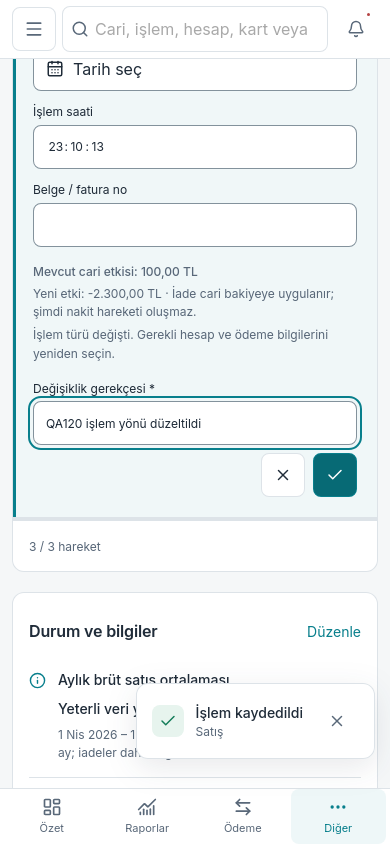 Cari, işlem, hesap, kart veya
Tarih seç
İşlem saati
23 : 10 : 13
Belge / fatura no
Mevcut cari etkisi: 100,00 TL
Yeni etki: -2.300,00 TL · İade cari bakiyeye uygulanır;
şimdi nakit hareketi oluşmaz.
İşlem türü değişti. Gerekli hesap ve ödeme bilgilerini
yeniden seçin.
Değişiklik gerekçesi *
QA120 işlem yönü düzeltildi
3 / 3 hareket
Durum ve bilgiler
Düzenle
Aylık brüt satış ortalaması
Yeterli veri
1 Nis 2026 – 1
ay; iadeler
İşlem kaydedildi
Satış
Özet
Raporlar
Ödeme
Diğer